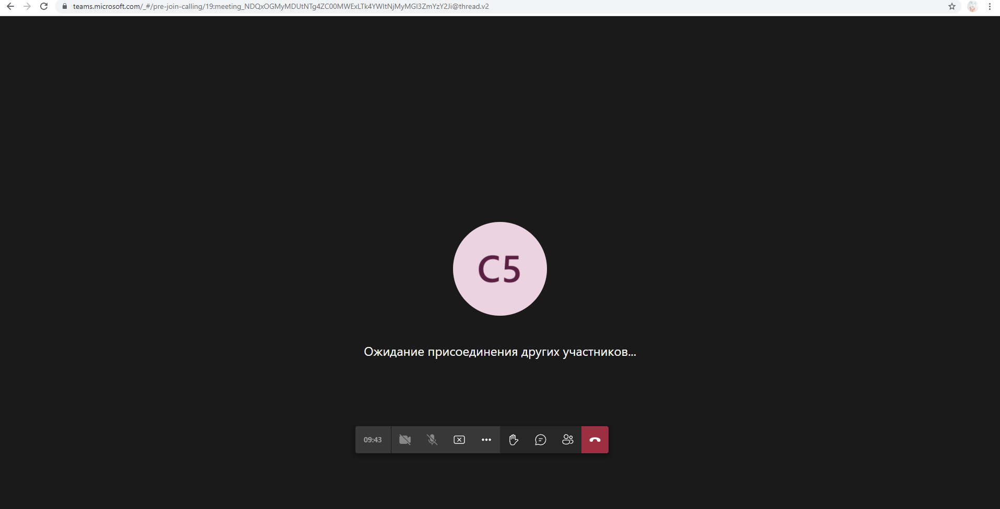 teams.microsoft.com/_#/pre-join-calling/19:meeting_NDQxOGMyMDUtNTg4ZC00MWExLTk4YWItNjMyMGI3ZmYzY2Ji@thread.v2
C5
Ожидание присоединения других участников...
09:43